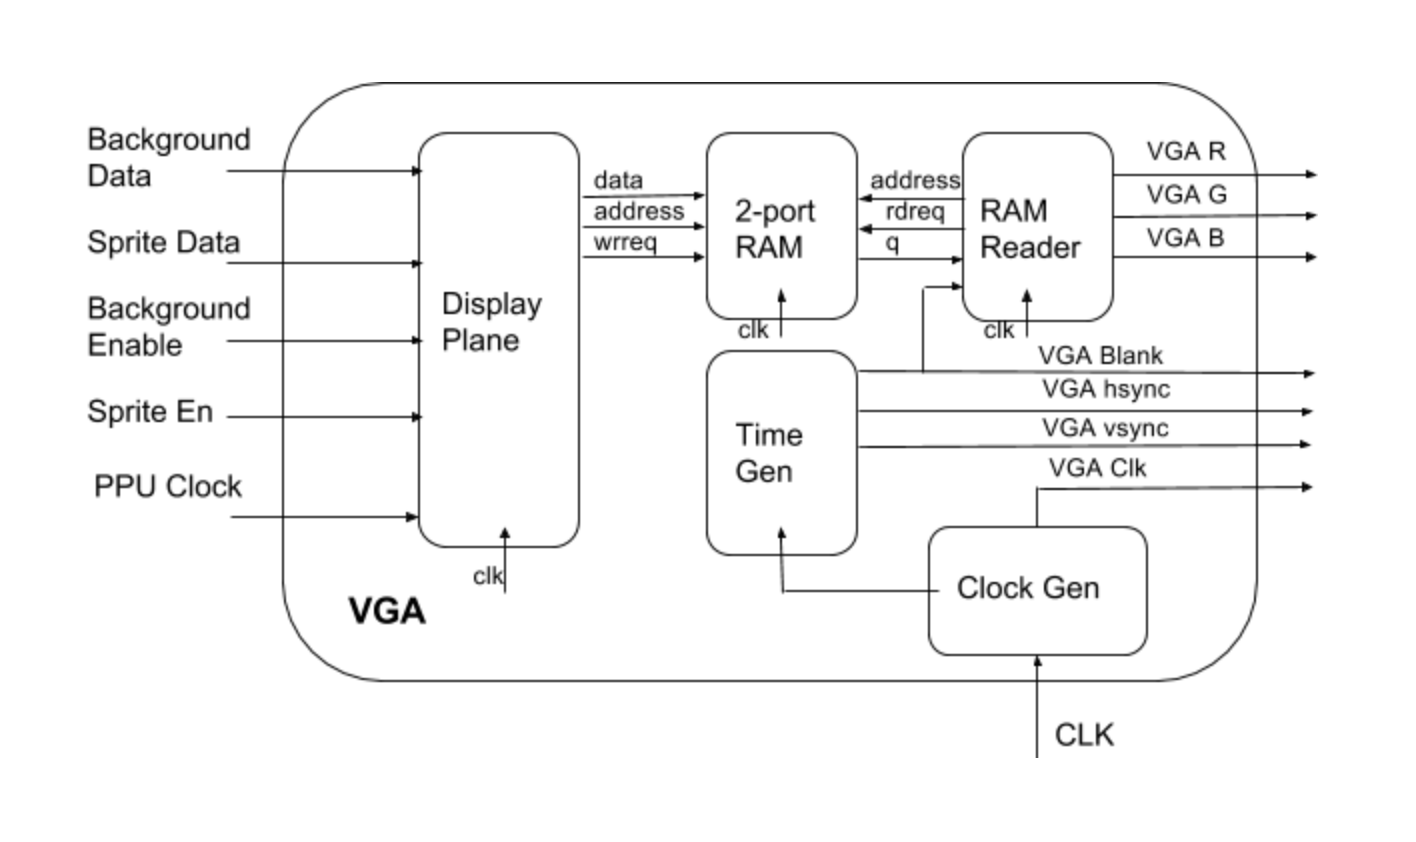 Background
Data
Sprite Data
Background
Enable
Sprite En
PPU Clock
Display
Plane
clk
VGA
data
address
wrreq
2-port
RAM
clk
address
rdreq
q
RAM
Reader
clk
VGA R
VGA G
VGA B
Time
Gen
VGA Blank
VGA hsync
VGA vsync
VGA Clk
Clock Gen
CLK